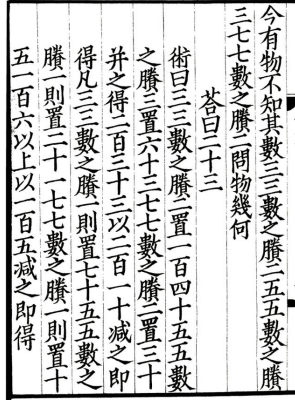 今有物不知其數三三數之賸二五五數之賸
三七七數之賸二問物幾何
荅曰二十三
術曰三三數之賸二置一百四十五五數
之賸三置六十三七七數之賸二置三十
并之得二百三十三以二百一十減之即
得凡三三數之賸一則置七十五五數之
賸一則置二十一七七數之賸一則置十
五一百六以上以一百五減之即得